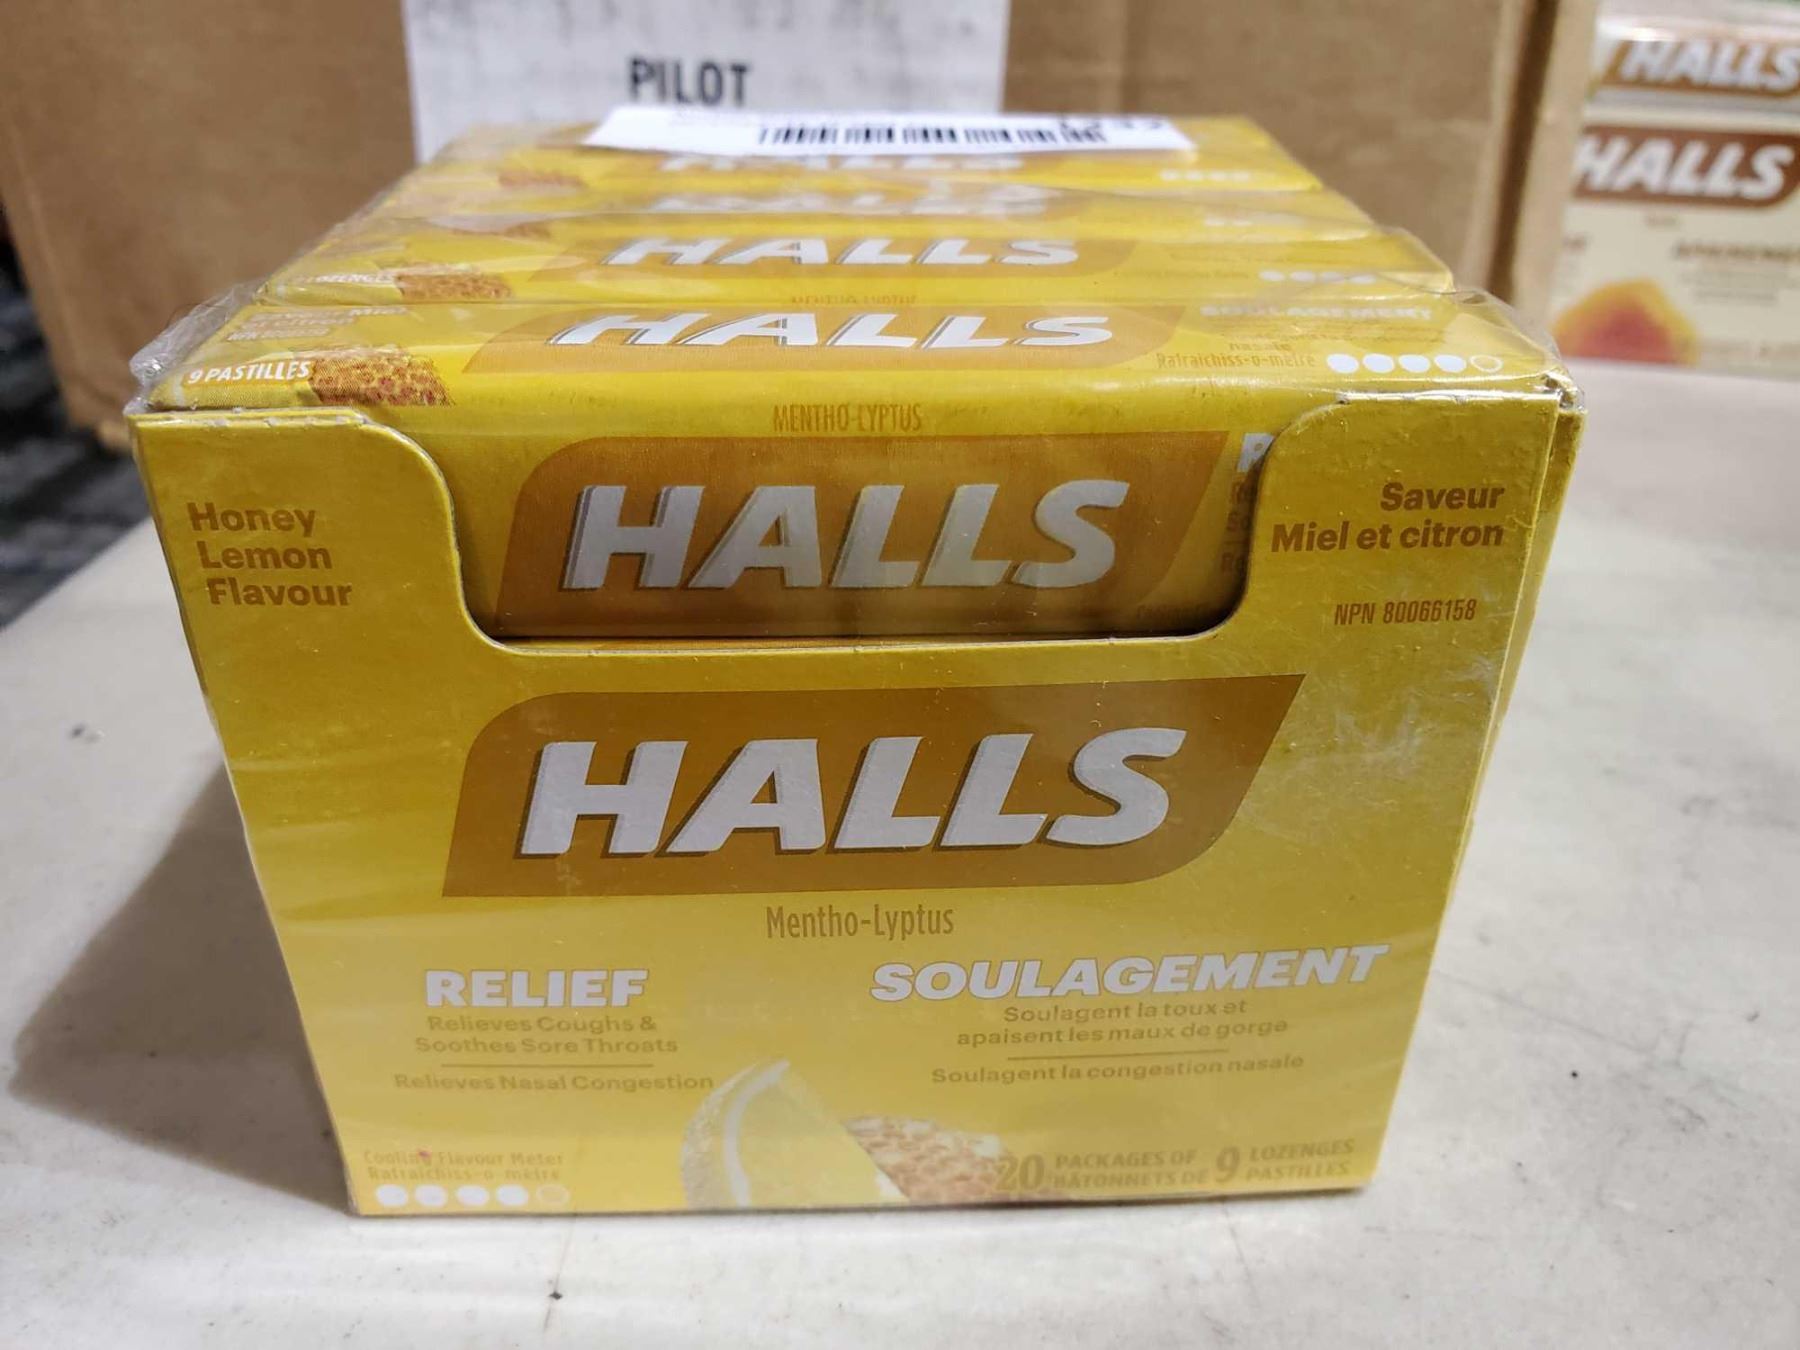 PILOT
HALLS
HALLS
HALLS
HALLS
HALLS
9 PASTILLES
SOULAGEMENT
Rafraîchiss-o-mètre
MENTHO-LYPTUS
HALLS
Honey
Lemon
Flavour
Saveur
Miel et citron
NPN 80066158
HALLS
Mentho-Lyptus
RELIEF
Relieves Coughs &
Soothes Sore Throats
Relieves Nasal Congestion
SOULAGEMENT
Soulagent la toux et
apaisent les maux de gorge
Soulagent la congestion nasale
Cooling Flavour Meter
Rafraîchiss-o-mètre
20 PACKAGES OF 9 LOZENGES
BÂTONNETS DE PASTILLES